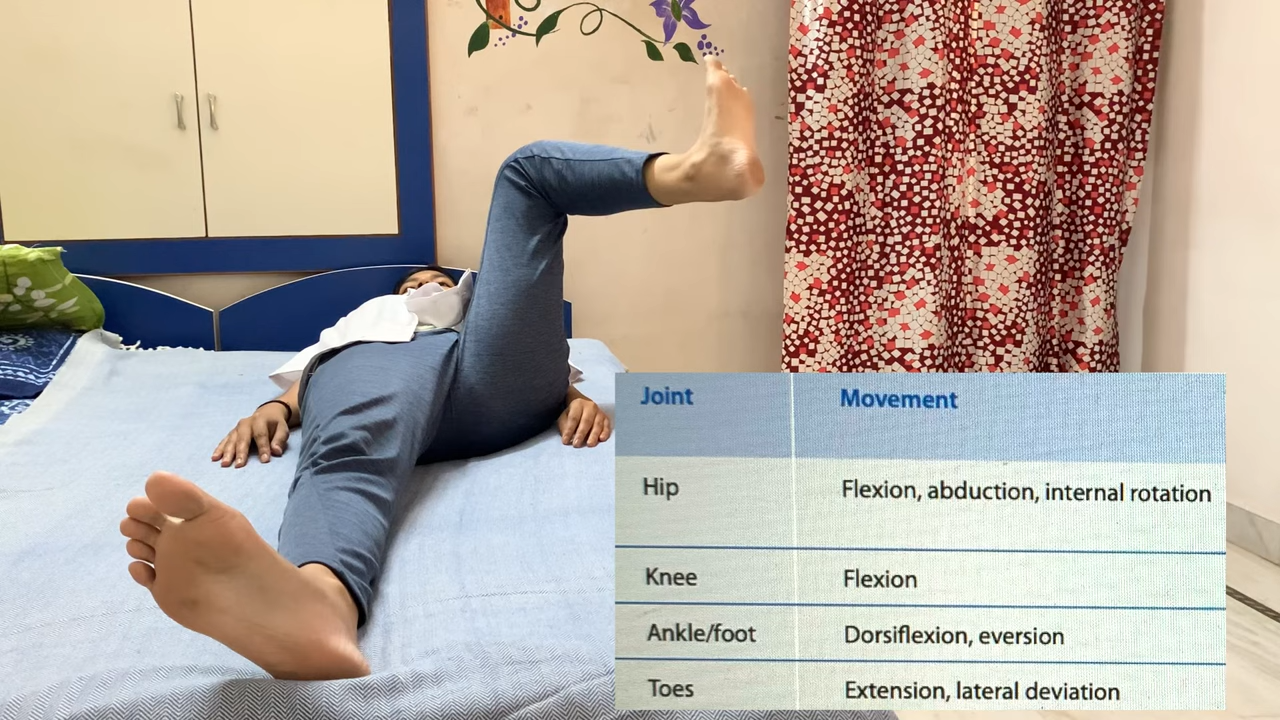 Joint Movement
Hip Flexion, abduction, internal rotation
Knee Flexion
Ankle/foot Dorsiflexion, eversion
Toes Extension, lateral deviation